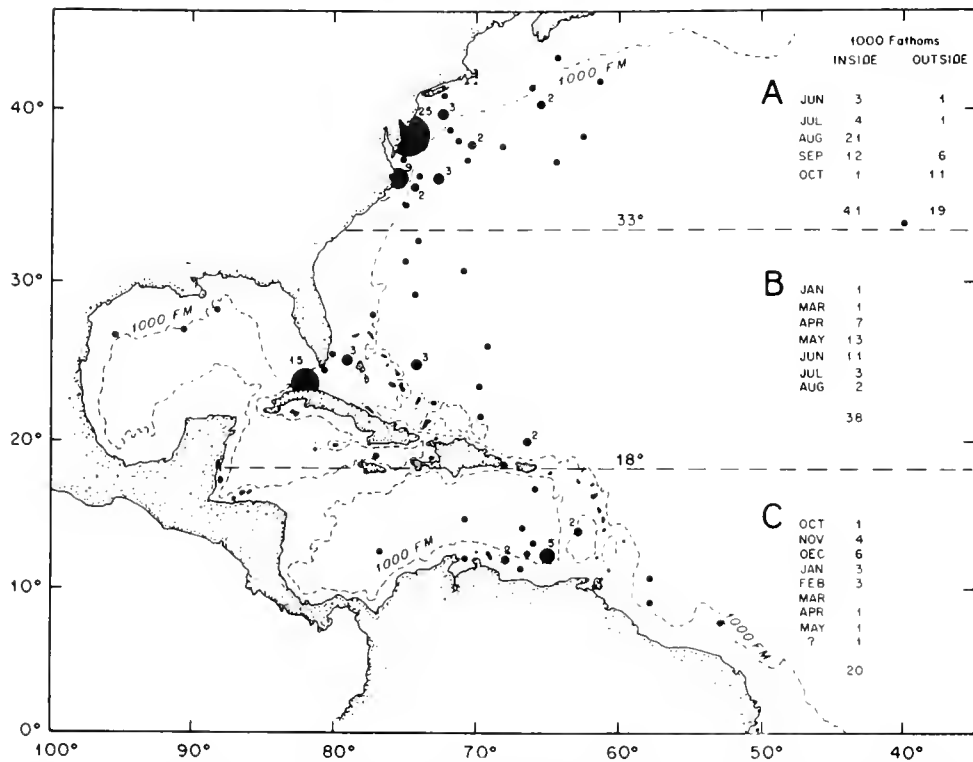 1000 Fathoms
INSIDE OUTSIDE
A
JUN 3 1
JUL 4 1
AUG 21
SEP 12 6
OCT 1 11
41 19
1000 FM
2
3
25
2
9
3
2
40°
33°
30°
B
JAN 1
MAR 1
APR 7
MAY 13
JUN 11
JUL 3
AUG 2
38
1000 FM
3
3
15
20°
2
18°
C
OCT 1
NOV 4
DEC 6
JAN 3
FEB 3
MAR
APR 1
MAY 1
? 1
20
2
5
2
1000 FM
10°
1000 FM
0°
100° 90° 80° 70° 60° 50° 40°